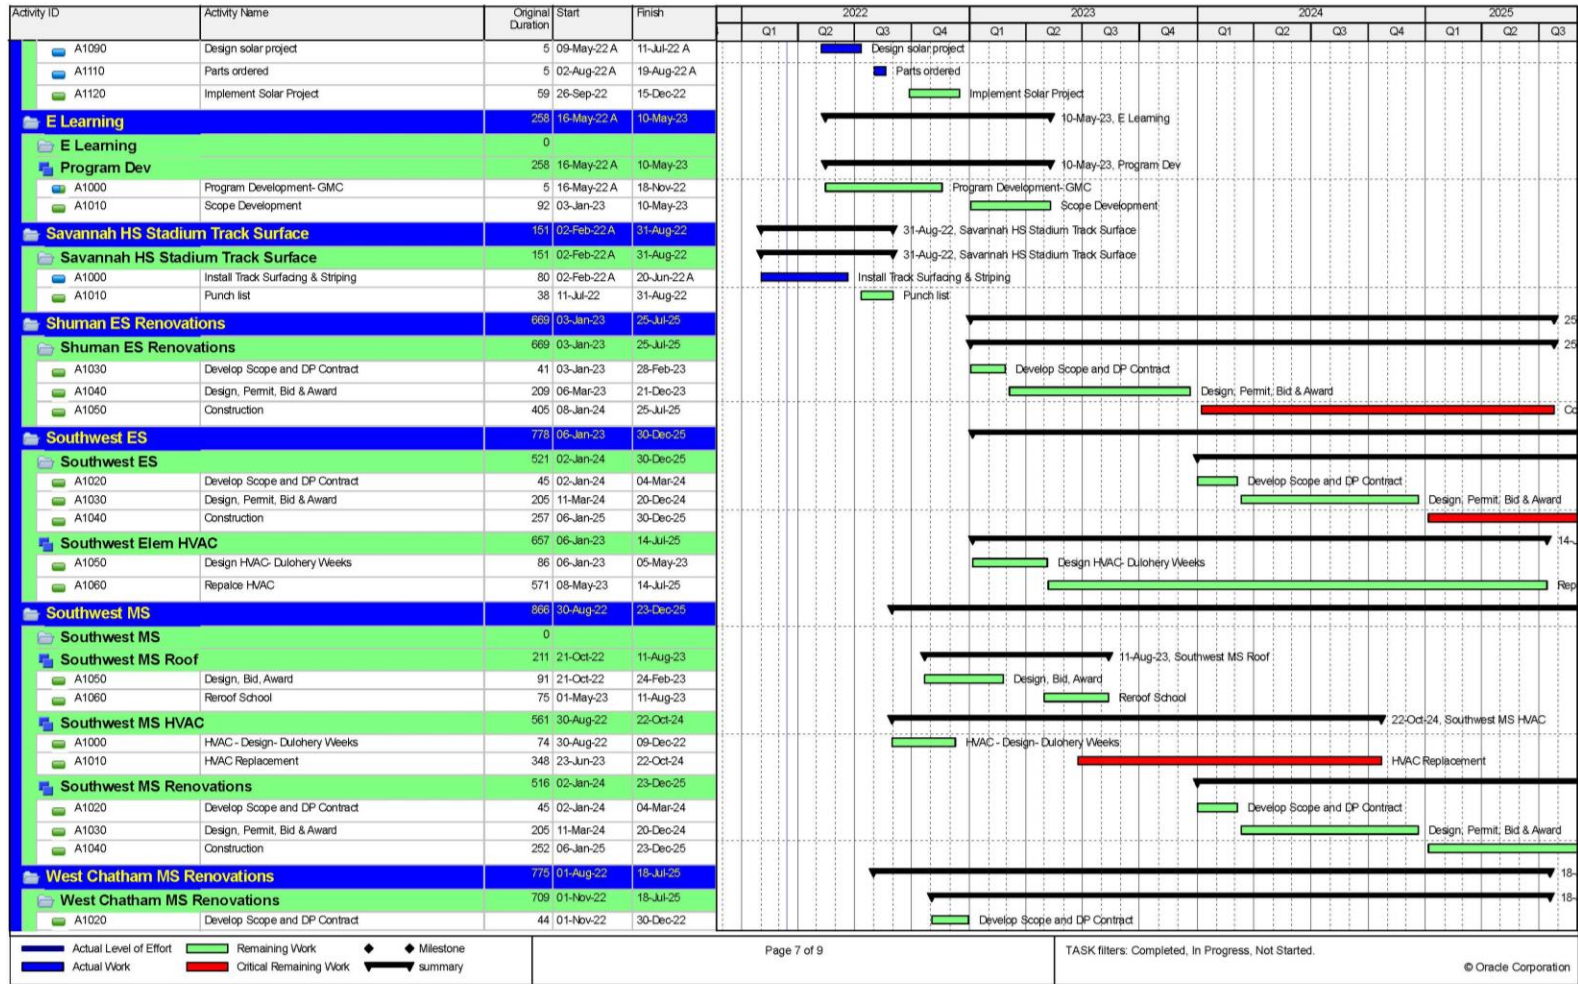 Activity ID Activity Name Original Duration Start Finish 2022 2023 2024 2025
Q1 Q2 Q3 Q4 Q1 Q2 Q3 Q4 Q1 Q2 Q3 Q4 Q1 Q2 Q3
A1090 Design solar project 5 09-May-22 A 11-Jul-22 A Design solar project
A1110 Parts ordered 5 02-Aug-22 A 19-Aug-22 A Parts ordered
A1120 Implement Solar Project 59 26-Sep-22 15-Dec-22 Implement Solar Project
E Learning 258 16-May-22 A 10-May-23 10-May-23, E Learning
E Learning 0
Program Dev 258 16-May-22 A 10-May-23 10-May-23, Program Dev
A1000 Program Development- GMC 5 16-May-22 A 18-Nov-22 Program Development- GMC
A1010 Scope Development 92 03-Jan-23 10-May-23 Scope Development
Savannah HS Stadium Track Surface 151 02-Feb-22 A 31-Aug-22 31-Aug-22, Savannah HS Stadium Track Surface
Savannah HS Stadium Track Surface 151 02-Feb-22 A 31-Aug-22 31-Aug-22, Savannah HS Stadium Track Surface
A1000 Install Track Surfacing & Striping 80 02-Feb-22 A 20-Jun-22 A Install Track Surfacing & Striping
A1010 Punch list 38 11-Jul-22 31-Aug-22 Punch list
Shuman ES Renovations 669 03-Jan-23 25-Jul-25 25
Shuman ES Renovations 669 03-Jan-23 25-Jul-25 25
A1030 Develop Scope and DP Contract 41 03-Jan-23 28-Feb-23 Develop Scope and DP Contract
A1040 Design, Permit, Bid & Award 209 06-Mar-23 21-Dec-23 Design, Permit, Bid & Award
A1050 Construction 405 08-Jan-24 25-Jul-25 Co
Southwest ES 778 06-Jan-23 30-Dec-25
Southwest ES 521 02-Jan-24 30-Dec-25
A1020 Develop Scope and DP Contract 45 02-Jan-24 04-Mar-24 Develop Scope and DP Contract
A1030 Design, Permit, Bid & Award 205 11-Mar-24 20-Dec-24 Design, Permit, Bid & Award
A1040 Construction 257 06-Jan-25 30-Dec-25
Southwest Elem HVAC 657 06-Jan-23 14-Jul-25 14-J
A1050 Design HVAC- Dulohery Weeks 86 06-Jan-23 05-May-23 Design HVAC- Dulohery Weeks
A1060 Repalce HVAC 571 08-May-23 14-Jul-25 Rep
Southwest MS 866 30-Aug-22 23-Dec-25
Southwest MS 0
Southwest MS Roof 211 21-Oct-22 11-Aug-23 11-Aug-23, Southwest MS Roof
A1050 Design, Bid, Award 91 21-Oct-22 24-Feb-23 Design, Bid, Award
A1060 Reroof School 75 01-May-23 11-Aug-23 Reroof School
Southwest MS HVAC 561 30-Aug-22 22-Oct-24 22-Oct-24, Southwest MS HVAC
A1000 HVAC - Design- Dulohery Weeks 74 30-Aug-22 09-Dec-22 HVAC - Design- Dulohery Weeks
A1010 HVAC Replacement 348 23-Jun-23 22-Oct-24 HVAC Replacement
Southwest MS Renovations 516 02-Jan-24 23-Dec-25
A1020 Develop Scope and DP Contract 45 02-Jan-24 04-Mar-24 Develop Scope and DP Contract
A1030 Design, Permit, Bid & Award 205 11-Mar-24 20-Dec-24 Design, Permit, Bid & Award
A1040 Construction 252 06-Jan-25 23-Dec-25
West Chatham MS Renovations 775 01-Aug-22 18-Jul-25 18-
West Chatham MS Renovations 709 01-Nov-22 18-Jul-25 18-
A1020 Develop Scope and DP Contract 44 01-Nov-22 30-Dec-22 Develop Scope and DP Contract
Actual Level of Effort Remaining Work Milestone Page 7 of 9 TASK filters: Completed, In Progress, Not Started.
Actual Work Critical Remaining Work summary
© Oracle Corporation